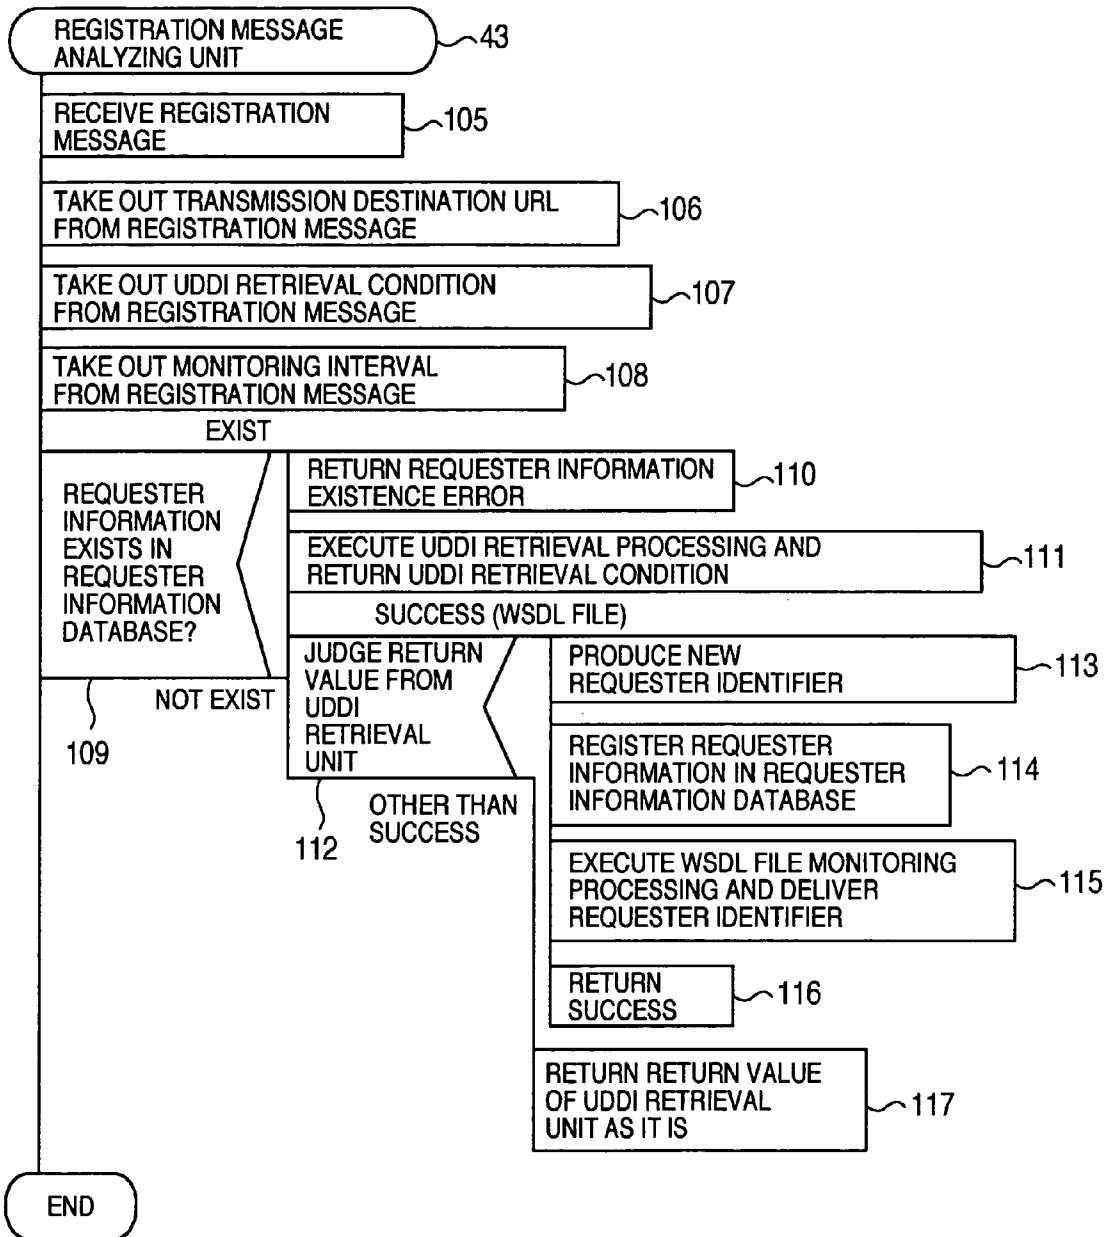 REGISTRATION MESSAGE
ANALYZING UNIT
43
RECEIVE REGISTRATION
MESSAGE
105
TAKE OUT TRANSMISSION DESTINATION URL
FROM REGISTRATION MESSAGE
106
TAKE OUT UDDI RETRIEVAL CONDITION
FROM REGISTRATION MESSAGE
107
TAKE OUT MONITORING INTERVAL
FROM REGISTRATION MESSAGE
108
EXIST
REQUESTER
INFORMATION
EXISTS IN
REQUESTER
INFORMATION
DATABASE?
109
RETURN REQUESTER INFORMATION
EXISTENCE ERROR
110
NOT EXIST
EXECUTE UDDI RETRIEVAL PROCESSING AND
RETURN UDDI RETRIEVAL CONDITION
111
SUCCESS (WSDL FILE)
JUDGE RETURN
VALUE FROM
UDDI
RETRIEVAL
UNIT
112
PRODUCE NEW
REQUESTER IDENTIFIER
113
REGISTER REQUESTER
INFORMATION IN REQUESTER
INFORMATION DATABASE
114
EXECUTE WSDL FILE MONITORING
PROCESSING AND DELIVER
REQUESTER IDENTIFIER
115
RETURN
SUCCESS
116
OTHER THAN
SUCCESS
RETURN RETURN VALUE
OF UDDI RETRIEVAL
UNIT AS IT IS
117
END